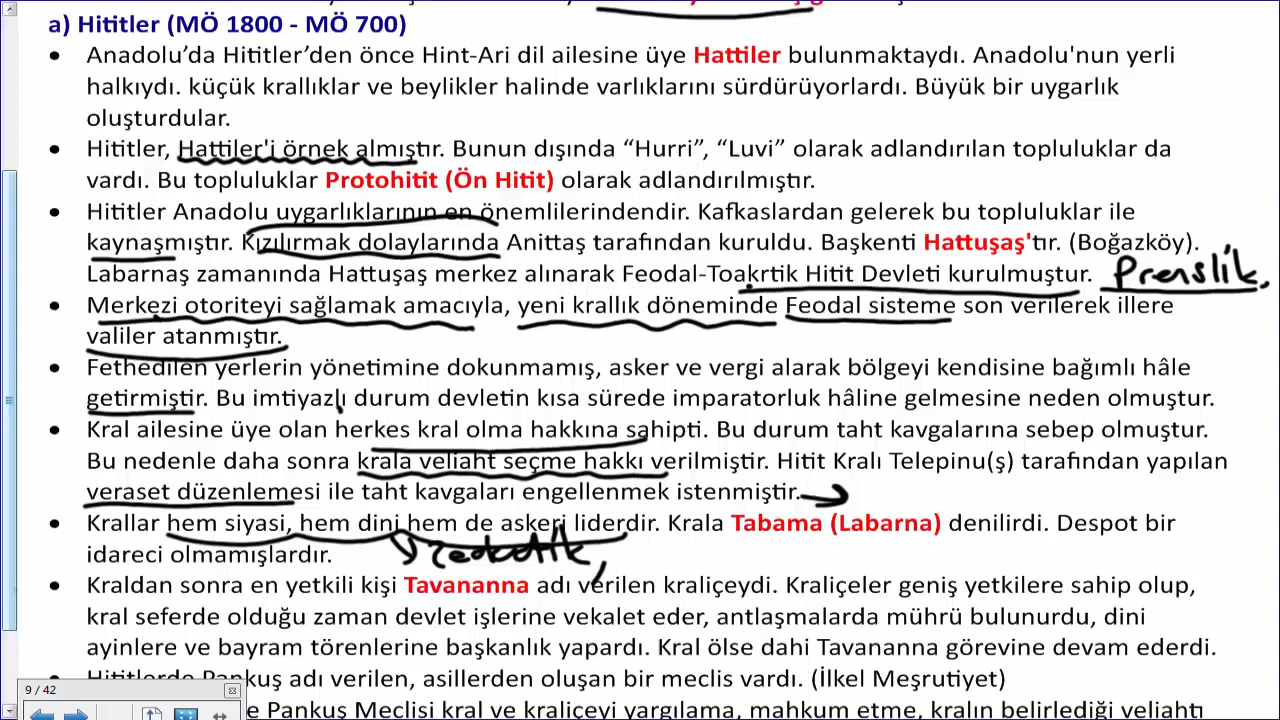 a) Hititler (MÖ 1800 - MÖ 700)
• Anadolu’da Hititler’den önce Hint-Ari dil ailesine üye Hattiler bulunmaktaydı. Anadolu'nun yerli
halkıydı. küçük krallıklar ve beylikler halinde varlıklarını sürdürüyorlardı. Büyük bir uygarlık
oluşturdular.
• Hititler, Hattiler'i örnek almıştır. Bunun dışında “Hurri”, “Luvi” olarak adlandırılan topluluklar da
vardı. Bu topluluklar Protohitit (Ön Hitit) olarak adlandırılmıştır.
• Hititler Anadolu uygarlıklarının en önemlilerindendir. Kafkaslardan gelerek bu topluluklar ile
kaynaşmıştır. Kızılırmak dolaylarında Anittaş tarafından kuruldu. Başkenti Hattuşaş'tır. (Boğazköy).
Labarnaş zamanında Hattuşaş merkez alınarak Feodal-Toakrtik Hitit Devleti kurulmuştur. Prenslik,
• Merkezi otoriteyi sağlamak amacıyla, yeni krallık döneminde Feodal sisteme son verilerek illere
valiler atanmıştır.
• Fethedilen yerlerin yönetimine dokunmamış, asker ve vergi alarak bölgeyi kendisine bağımlı hâle
getirmiştir. Bu imtiyazlı durum devletin kısa sürede imparatorluk hâline gelmesine neden olmuştur.
• Kral ailesine üye olan herkes kral olma hakkına sahipti. Bu durum taht kavgalarına sebep olmuştur.
Bu nedenle daha sonra krala veliaht seçme hakkı verilmiştir. Hitit Kralı Telepinu(ş) tarafından yapılan
veraset düzenlemesi ile taht kavgaları engellenmek istenmiştir.
• Krallar hem siyasi, hem dini hem de askeri liderdir. Krala Tabama (Labarna) denilirdi. Despot bir
idareci olmamışlardır.
• Kraldan sonra en yetkili kişi Tavananna adı verilen kraliçeydi. Kraliçeler geniş yetkilere sahip olup,
kral seferde olduğu zaman devlet işlerine vekalet eder, antlaşmalarda mührü bulunurdu, dini
ayinlere ve bayram törenlerine başkanlık yapardı. Kral ölse dahi Tavananna görevine devam ederdi.
• Hititlerde Pankuş adı verilen, asillerden oluşan bir meclis vardı. (İlkel Meşrutiyet)
9 / 42
e Pankuş Meclisi kral ve kraliçeyi yargılama, mahkum etme, kralın belirlediği veliahtı